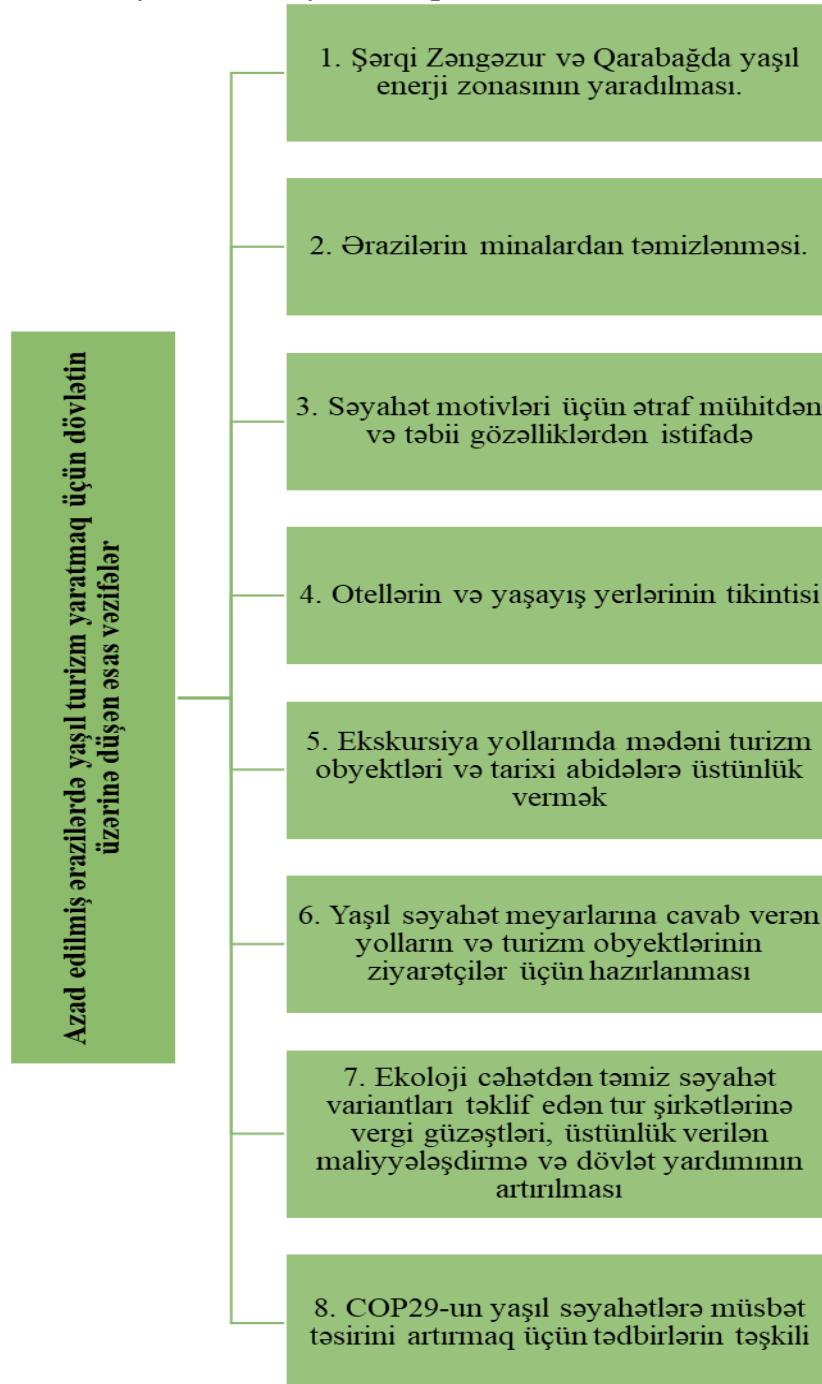 Azad edilmiş ərazilərdə yaşıl turizm yaratmaq üçün dövlətin
üzərinə düşən əsas vəzifələr
1. Şərqi Zəngəzur və Qarabağda yaşıl
enerji zonasının yaradılması.
2. Ərazilərin minalardan təmizlənməsi.
3. Səyahət motivləri üçün ətraf mühitdən
və təbii gözəlliklərdən istifadə
4. Otellərin və yaşayış yerlərinin tikintisi
5. Ekskursiya yollarında mədəni turizm
obyektləri və tarixi abidələrə üstünlük
vermək
6. Yaşıl səyahət meyarlarına cavab verən
yolların və turizm obyektlərinin
ziyarətçilər üçün hazırlanması
7. Ekoloji cəhətdən təmiz səyahət
variantları təklif edən tur şirkətlərinə
vergi güzəştləri, üstünlük verilən
maliyyələşdirmə və dövlət yardımının
artırılması
8. COP29-un yaşıl səyahətlərə müsbət
təsirini artırmaq üçün tədbirlərin təşkili